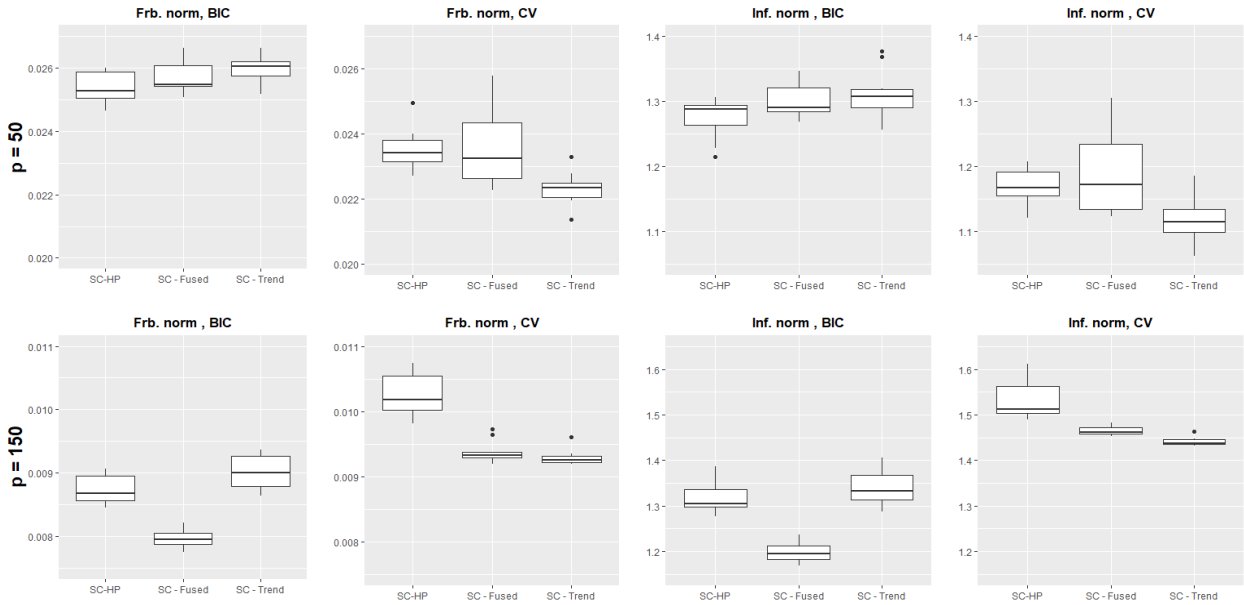 Frb. norm, BIC
Frb. norm, CV
Inf. norm , BIC
Inf. norm , CV
p = 50
0.026
0.024
0.022
0.020
SC-HP
SC - Fused
SC - Trend
0.026
0.024
0.022
0.020
SC-HP
SC - Fused
SC - Trend
1.4
1.3
1.2
1.1
SC-HP
SC - Fused
SC - Trend
1.4
1.3
1.2
1.1
SC-HP
SC - Fused
SC - Trend
Frb. norm , BIC
Frb. norm , CV
Inf. norm , BIC
Inf. norm, CV
p = 150
0.011
0.010
0.009
0.008
SC-HP
SC - Fused
SC - Trend
0.011
0.010
0.009
0.008
SC-HP
SC - Fused
SC - Trend
1.6
1.5
1.4
1.3
1.2
SC-HP
SC - Fused
SC - Trend
1.6
1.5
1.4
1.3
1.2
SC-HP
SC - Fused
SC - Trend